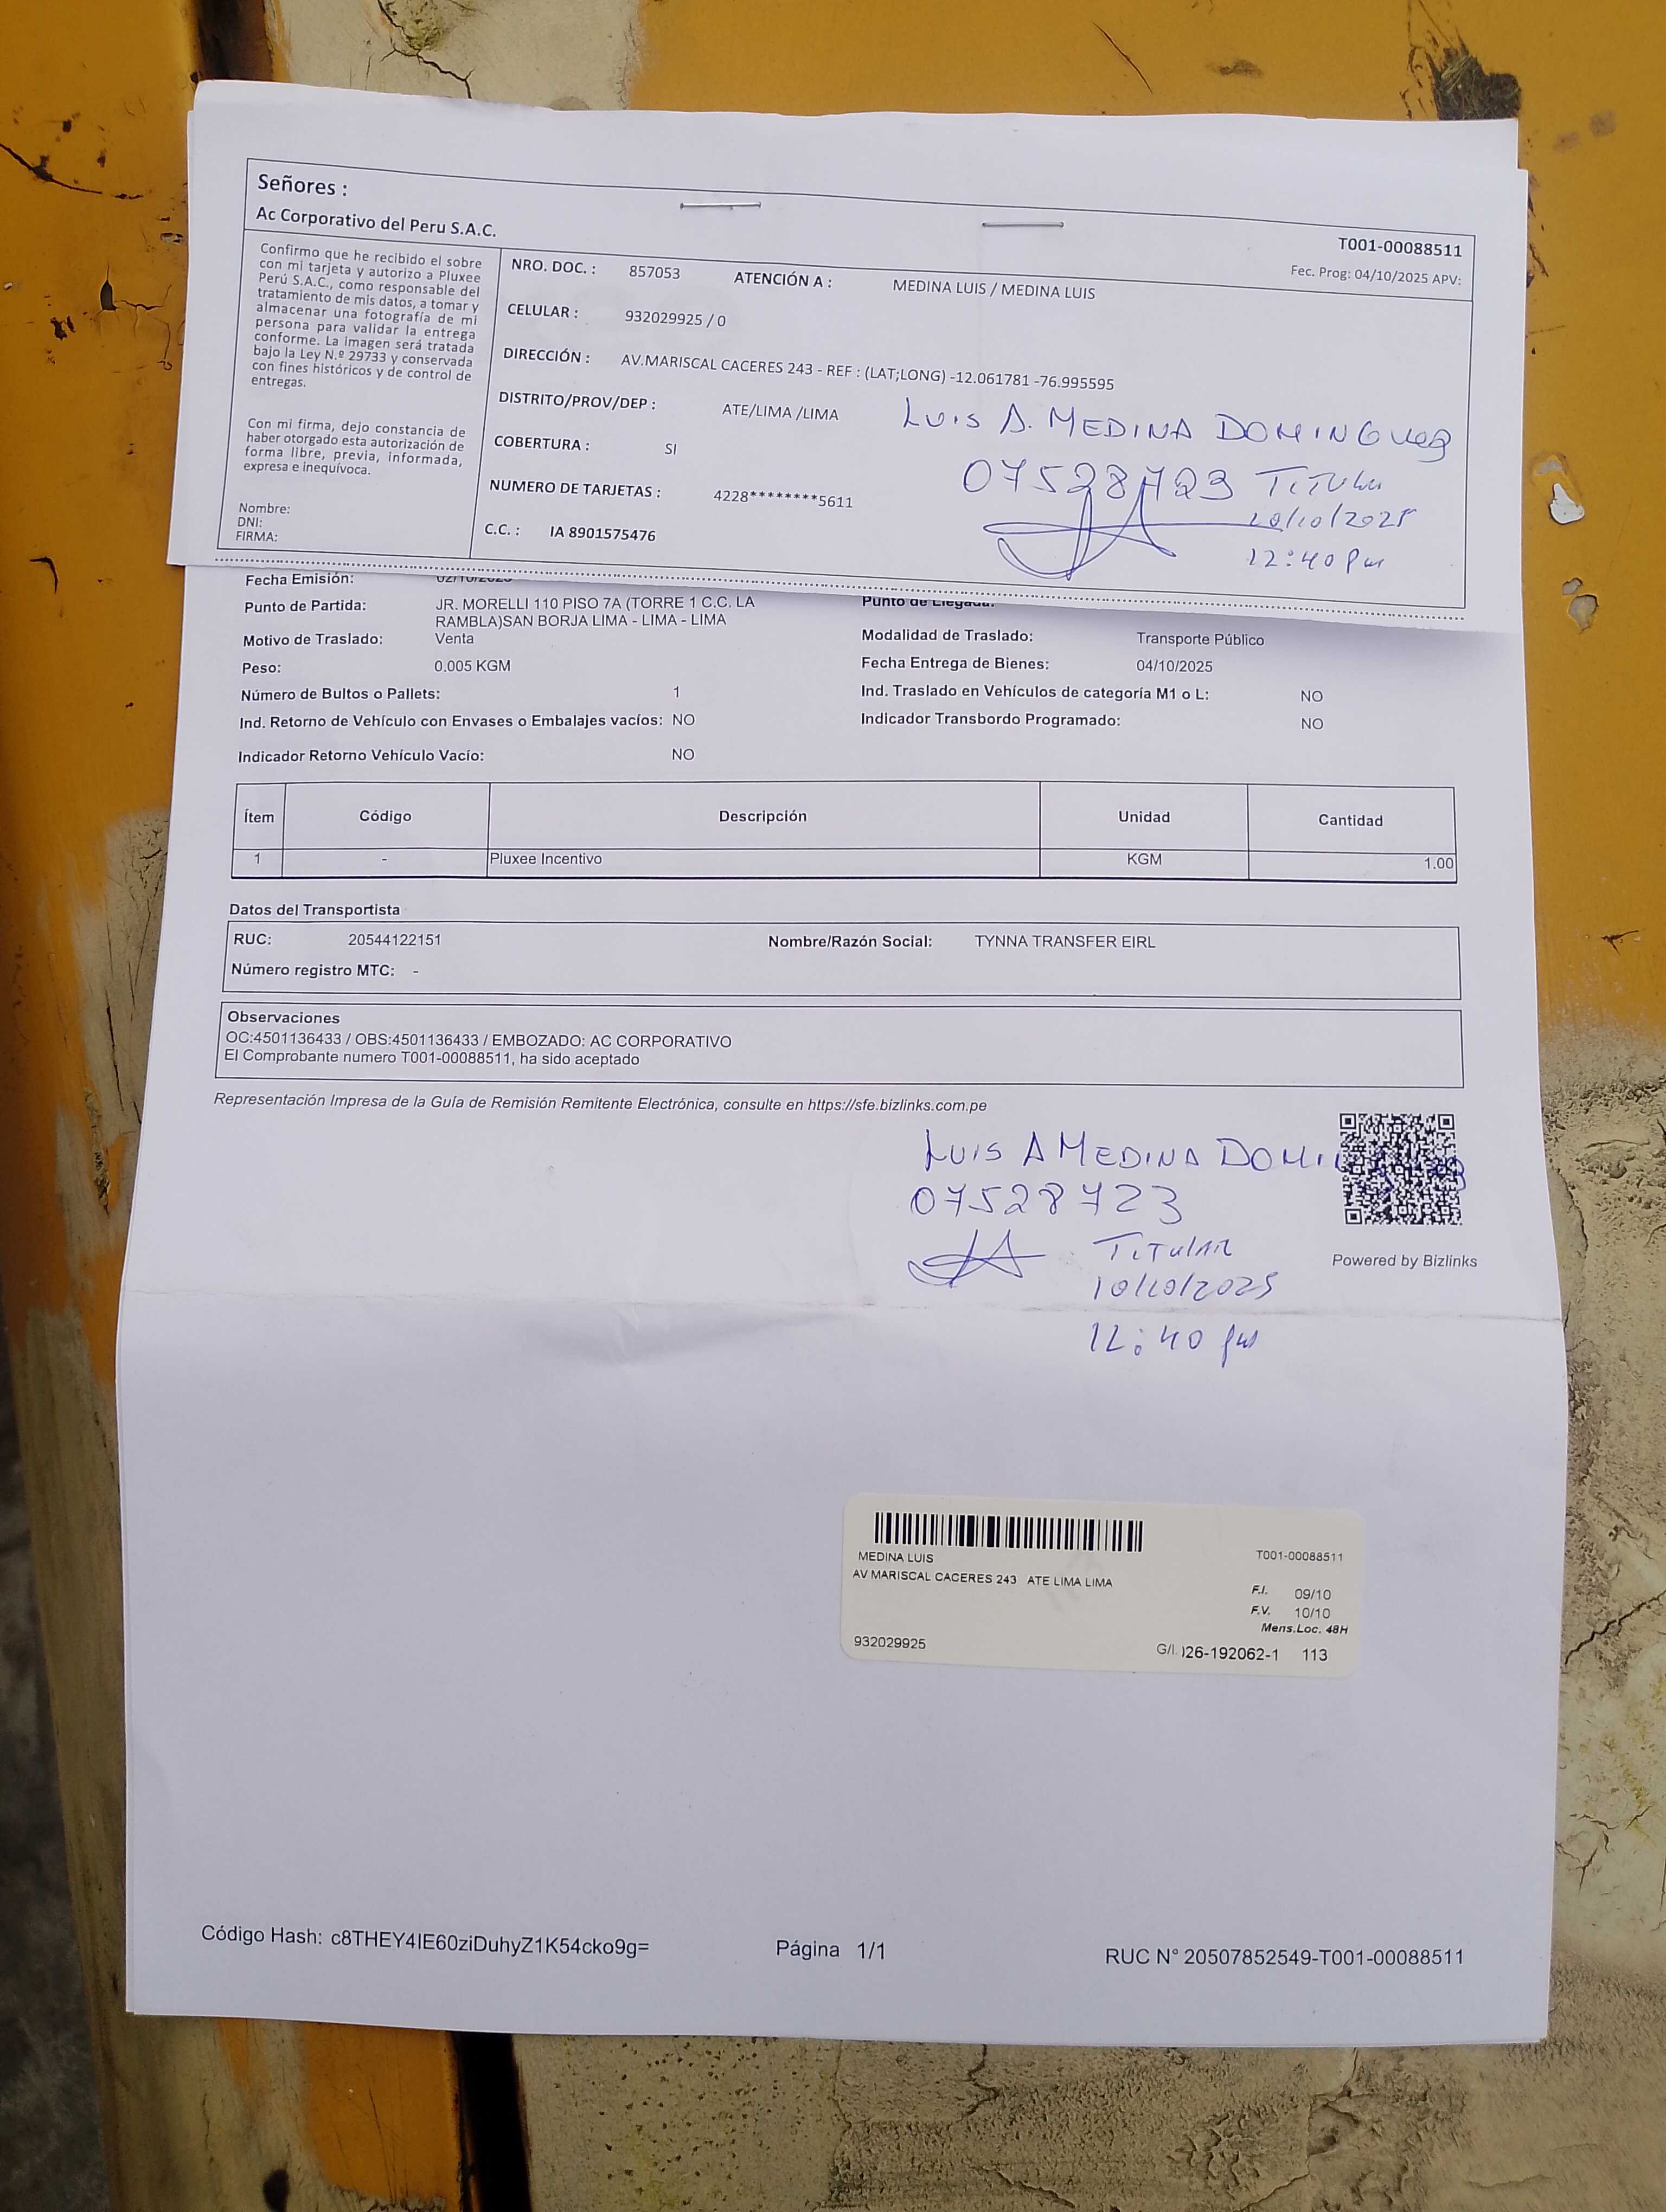 Señores :
Ac Corporativo del Peru S.A.C.
T001-00088511
Fec. Prog: 04/10/2025 APV:
Confirmo que he recibido el sobre
con mi tarjeta y autorizo a Pluxee
Perú S.A.C., como responsable del
tratamiento de mis datos, a tomar y
almacenar una fotografía de mi
persona para validar la entrega
conforme. La imagen será tratada
bajo la Ley N.º 29733 y conservada
con fines históricos y de control de
entregas.
Con mi firma, dejo constancia de
haber otorgado esta autorización de
forma libre, previa, informada,
expresa e inequívoca.
Nombre:
DNI:
FIRMA:
NRO. DOC. : 857053 ATENCIÓN A : MEDINA LUIS / MEDINA LUIS
CELULAR : 932029925 / 0
DIRECCIÓN : AV.MARISCAL CACERES 243 - REF : (LAT;LONG) -12.061781 -76.995595
DISTRITO/PROV/DEP : ATE/LIMA /LIMA
COBERTURA : SI
NUMERO DE TARJETAS : 4228********5611
C.C. : IA 8901575476
LUIS A. MEDINA DOMINGUEZ
07528723 TITULAR
10/10/2025
12:40 pm
Fecha Emisión: 02/10/2025
Punto de Partida: JR. MORELLI 110 PISO 7A (TORRE 1 C.C. LA
RAMBLA)SAN BORJA LIMA - LIMA - LIMA
Punto de Llegada:
Motivo de Traslado: Venta
Modalidad de Traslado: Transporte Público
Peso: 0.005 KGM
Fecha Entrega de Bienes: 04/10/2025
Número de Bultos o Pallets: 1
Ind. Traslado en Vehículos de categoría M1 o L: NO
Ind. Retorno de Vehículo con Envases o Embalajes vacíos: NO
Indicador Transbordo Programado: NO
Indicador Retorno Vehículo Vacío: NO
Ítem Código Descripción Unidad Cantidad
1 - Pluxee Incentivo KGM 1.00
Datos del Transportista
RUC: 20544122151 Nombre/Razón Social: TYNNA TRANSFER EIRL
Número registro MTC: -
Observaciones
OC:4501136433 / OBS:4501136433 / EMBOZADO: AC CORPORATIVO
El Comprobante numero T001-00088511, ha sido aceptado
Representación Impresa de la Guía de Remisión Remitente Electrónica, consulte en https://sfe.bizlinks.com.pe
LUIS A MEDINA
07528723
TITULAR
10/10/2025
12:40 pm
Powered by Bizlinks
MEDINA LUIS T001-00088511
AV MARISCAL CACERES 243 ATE LIMA LIMA
F.I. 09/10
F.V. 10/10
Mens.Loc. 48H
932029925
26-192062-1 113
Código Hash: c8THEY4IE60ziDuhyZ1K54cko9g= Página 1/1 RUC N° 20507852549-T001-00088511